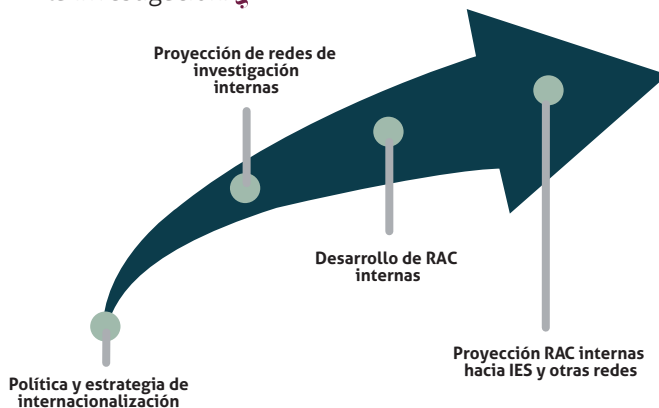 Proyección de redes de
investigación
internas
Desarrollo de RAC
internas
Proyección RAC internas
hacia IES y otras redes
Política y estrategia de
internacionalización